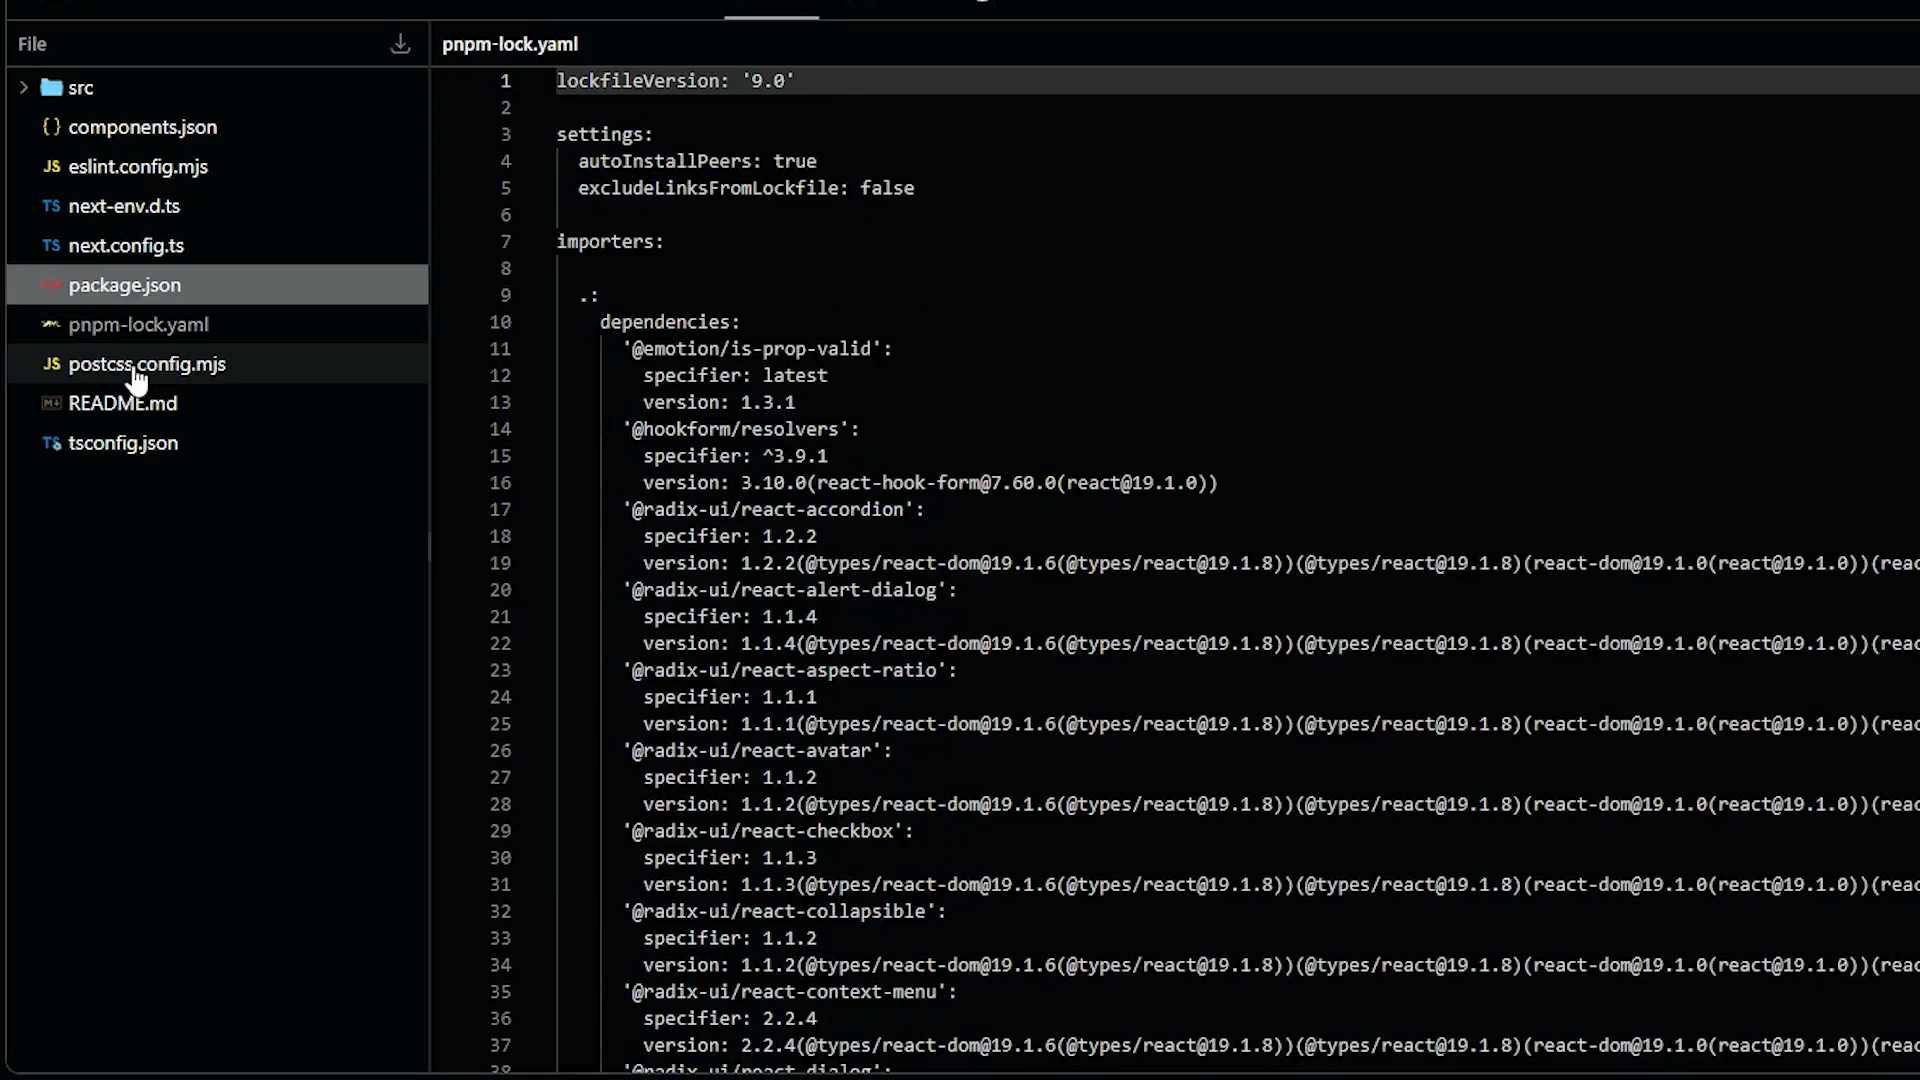 File
src
{} components.json
JS eslint.config.mjs
TS next-env.d.ts
TS next.config.ts
package.json
pnpm-lock.yaml
JS postcss.config.mjs
README.md
TS tsconfig.json
pnpm-lock.yaml
1 lockfileVersion: '9.0'
2
3 settings:
4 autoInstallPeers: true
5 excludeLinksFromLockfile: false
6
7 importers:
8
9 .:
10 dependencies:
11 '@emotion/is-prop-valid':
12 specifier: latest
13 version: 1.3.1
14 '@hookform/resolvers':
15 specifier: ^3.9.1
16 version: 3.10.0(react-hook-form@7.60.0(react@19.1.0))
17 '@radix-ui/react-accordion':
18 specifier: 1.2.2
19 version: 1.2.2(@types/react-dom@19.1.6(@types/react@19.1.8))(@types/react@19.1.8)(react-dom@19.1.0(react@19.1.0))(rea
20 '@radix-ui/react-alert-dialog':
21 specifier: 1.1.4
22 version: 1.1.4(@types/react-dom@19.1.6(@types/react@19.1.8))(@types/react@19.1.8)(react-dom@19.1.0(react@19.1.0))(rea
23 '@radix-ui/react-aspect-ratio':
24 specifier: 1.1.1
25 version: 1.1.1(@types/react-dom@19.1.6(@types/react@19.1.8))(@types/react@19.1.8)(react-dom@19.1.0(react@19.1.0))(rea
26 '@radix-ui/react-avatar':
27 specifier: 1.1.2
28 version: 1.1.2(@types/react-dom@19.1.6(@types/react@19.1.8))(@types/react@19.1.8)(react-dom@19.1.0(react@19.1.0))(rea
29 '@radix-ui/react-checkbox':
30 specifier: 1.1.3
31 version: 1.1.3(@types/react-dom@19.1.6(@types/react@19.1.8))(@types/react@19.1.8)(react-dom@19.1.0(react@19.1.0))(rea
32 '@radix-ui/react-collapsible':
33 specifier: 1.1.2
34 version: 1.1.2(@types/react-dom@19.1.6(@types/react@19.1.8))(@types/react@19.1.8)(react-dom@19.1.0(react@19.1.0))(rea
35 '@radix-ui/react-context-menu':
36 specifier: 2.2.4
37 version: 2.2.4(@types/react-dom@19.1.6(@types/react@19.1.8))(@types/react@19.1.8)(react-dom@19.1.0(react@19.1.0))(rea
38 '@radix-ui/react-dialog':